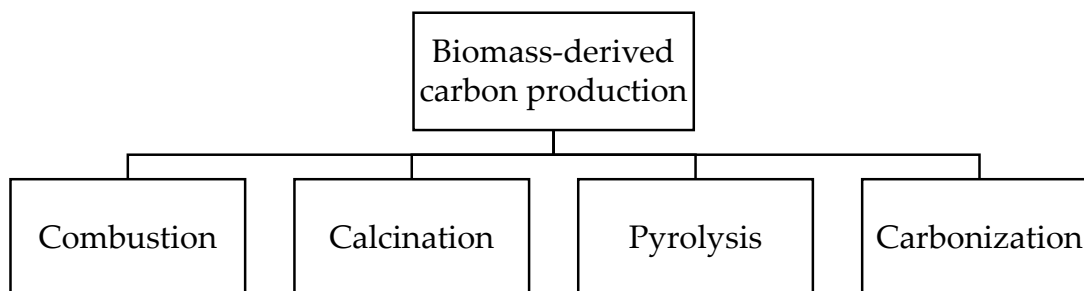 Biomass-derived
carbon production
Combustion
Calcination
Pyrolysis
Carbonization